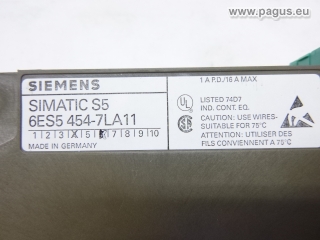 www.pagus.eu
SIEMENS
SIMATIC S5
6ES5 454-7LA11
1 2 3 X 5 7 8 9 10
MADE IN GERMANY
1 A P.D./16 A MAX
UL
LISTED 74D7
IND. CONT. EQ.
CAUTION: USE WIRES-
SUITABLE FOR 75°C
ATTENTION: UTILISER DES
FILS CONVIENNENT A 75°C